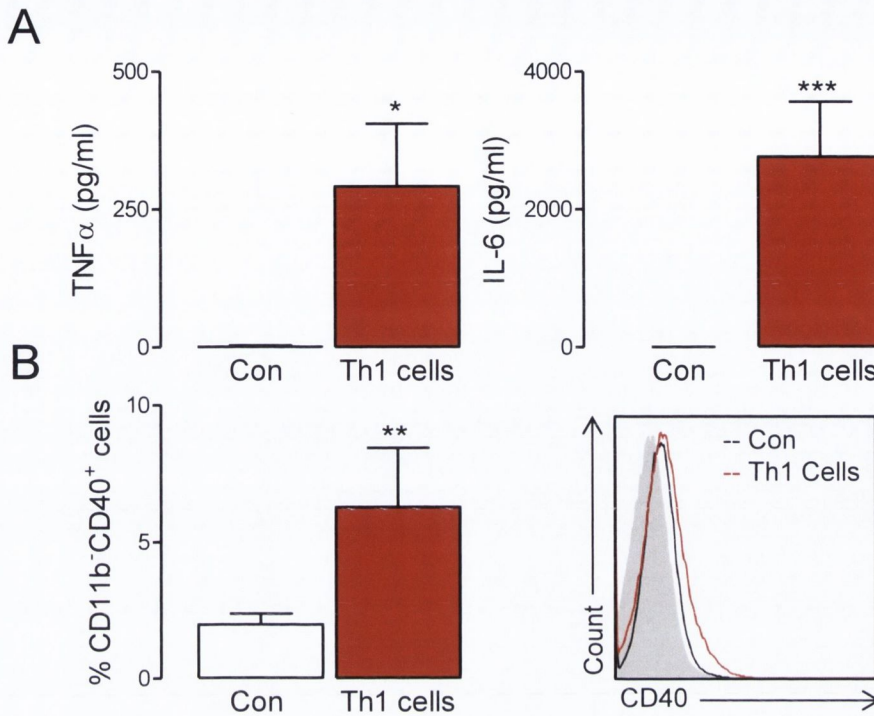 A
TNFα (pg/ml)
500
250
0
*
Con
Th1 cells
IL-6 (pg/ml)
4000
2000
0
***
Con
Th1 cells
B
% CD11b⁻CD40⁺ cells
10
5
0
**
Con
Th1 cells
Count
-- Con
-- Th1 Cells
CD40